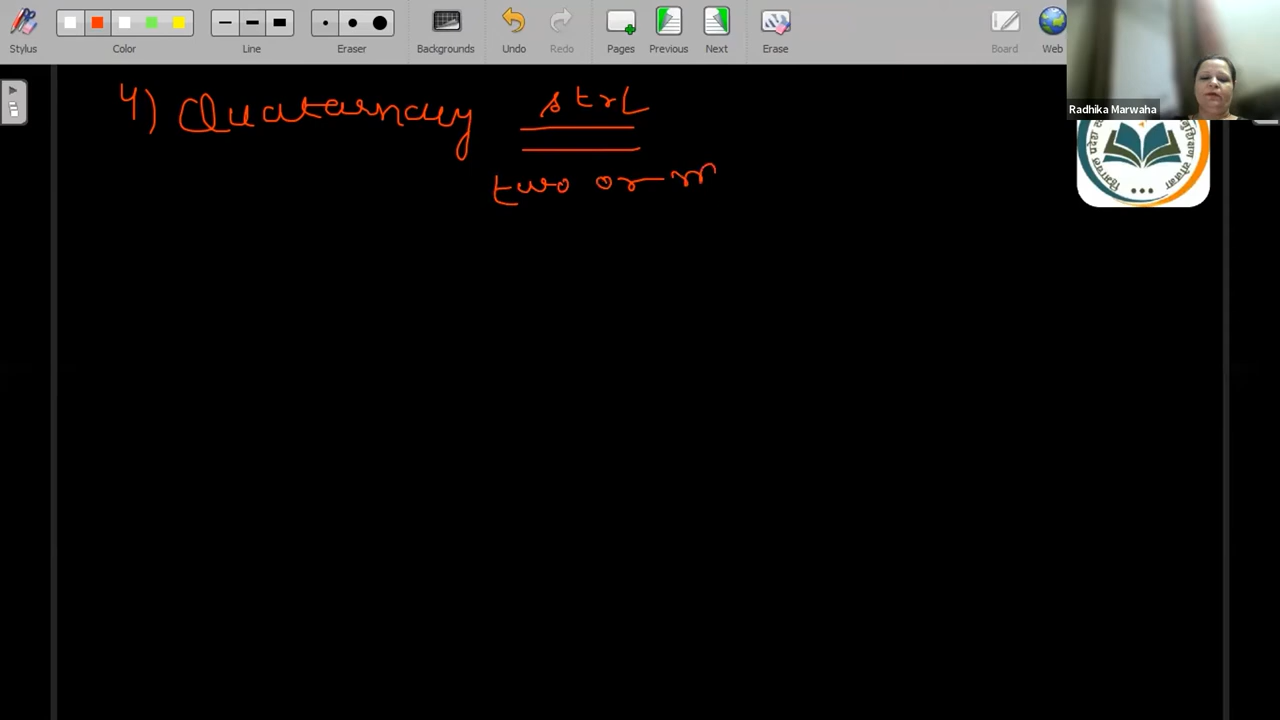 Stylus
Color
Line
Eraser
Backgrounds
Undo
Redo
Pages
Previous
Next
Erase
Board
Web
Radhika Marwaha
4) Quaternary str
two or m